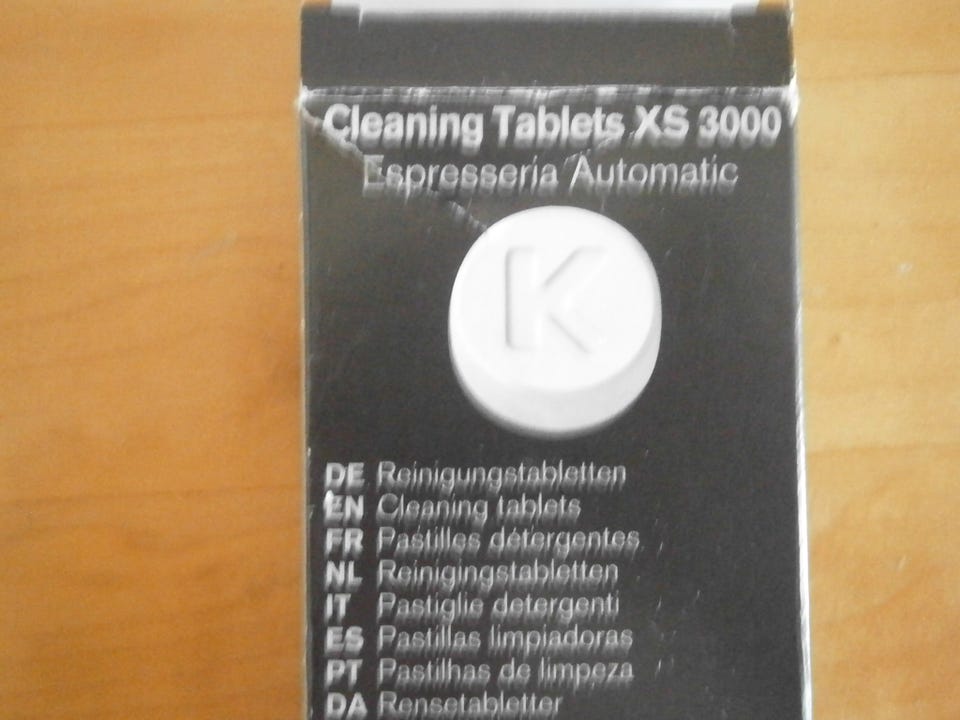 Cleaning Tablets XS 3000
Espresseria Automatic
K
DE Reinigungstabletten
EN Cleaning tablets
FR Pastilles détergentes
NL Reinigingstabletten
IT Pastiglie detergenti
ES Pastillas limpiadoras
PT Pastilhas de limpeza
DA Rensetabletter